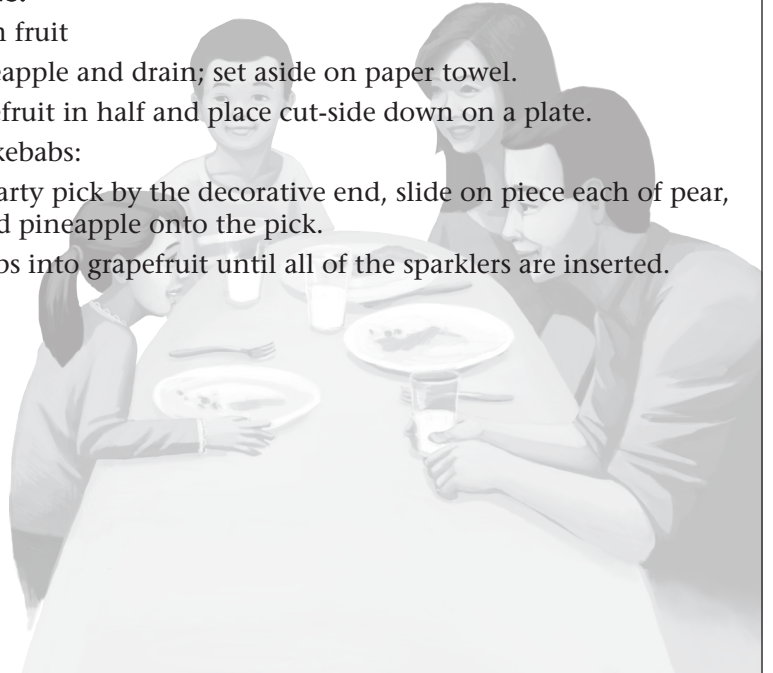 n fruit
eapple and drain; set aside on paper towel.
fruit in half and place cut-side down on a plate.
kebabs:
arty pick by the decorative end, slide on piece each of pear,
d pineapple onto the pick.
bs into grapefruit until all of the sparklers are inserted.